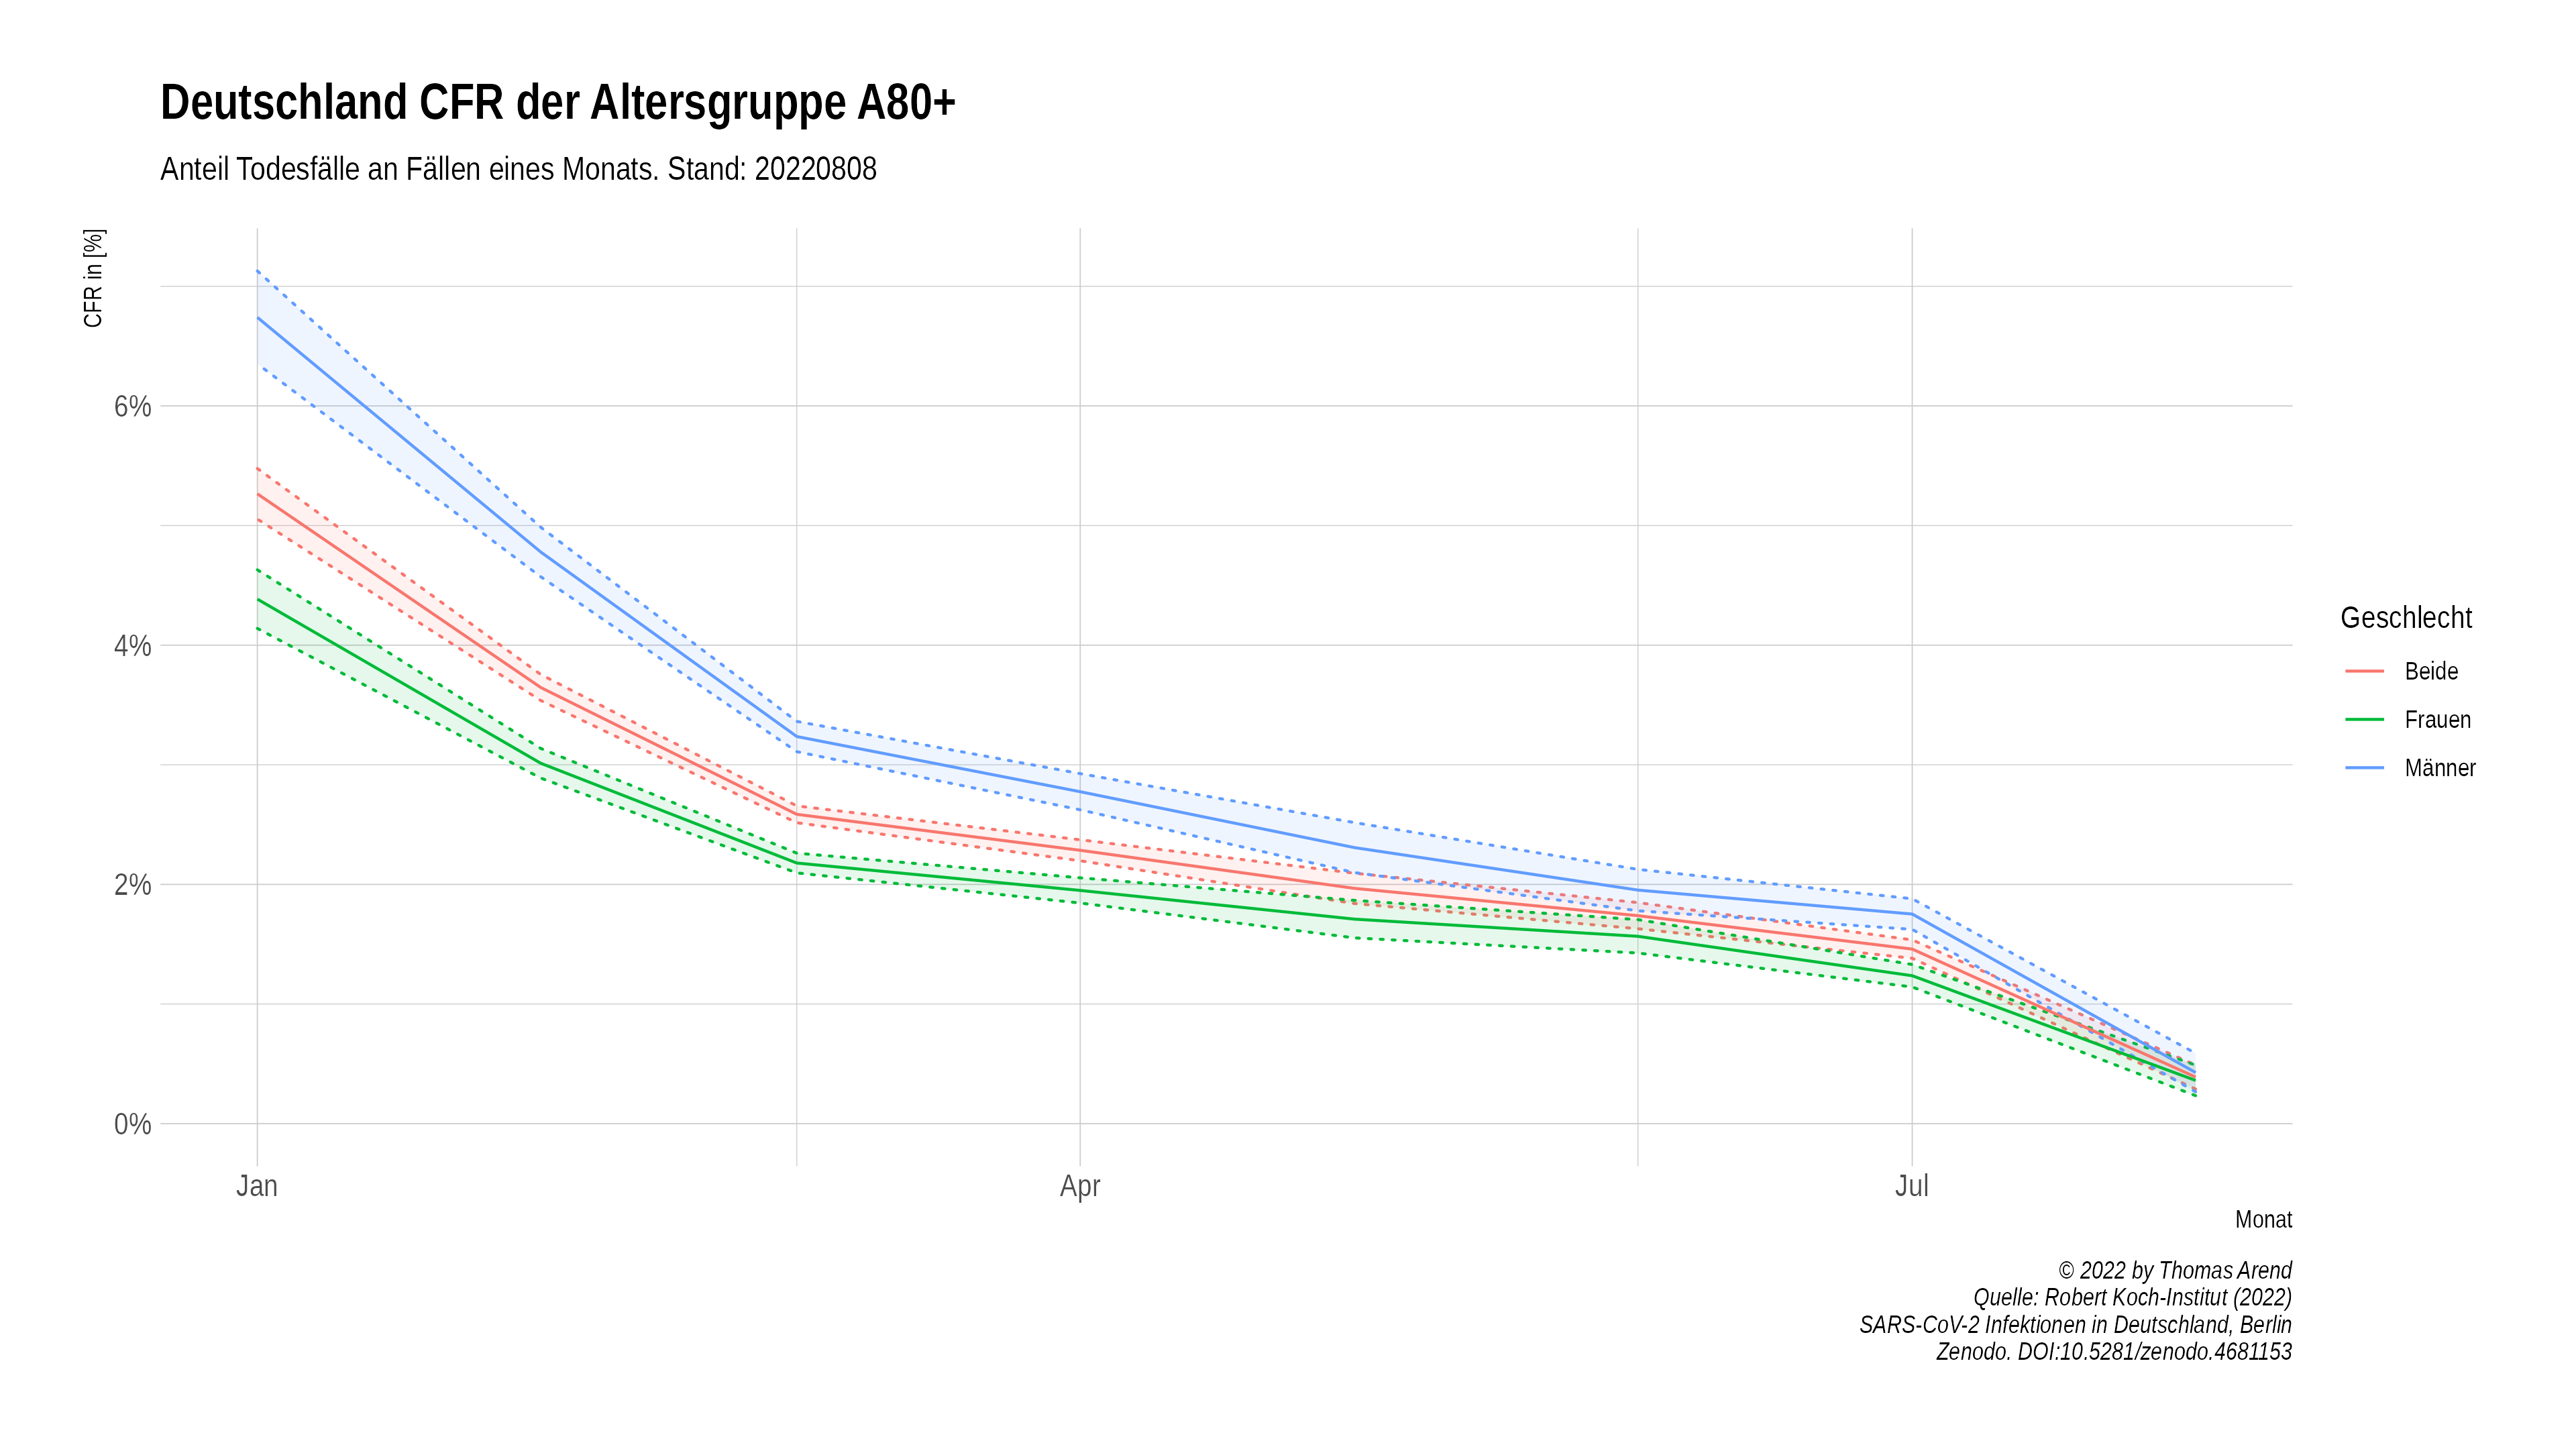 Deutschland CFR der Altersgruppe A80+
Anteil Todesfälle an Fällen eines Monats. Stand: 20220808
CFR in [%]
6%
4%
2%
0%
Jan
Apr
Jul
Monat
Geschlecht
Beide
Frauen
Männer
© 2022 by Thomas Arend
Quelle: Robert Koch-Institut (2022)
SARS-CoV-2 Infektionen in Deutschland, Berlin
Zenodo. DOI:10.5281/zenodo.4681153